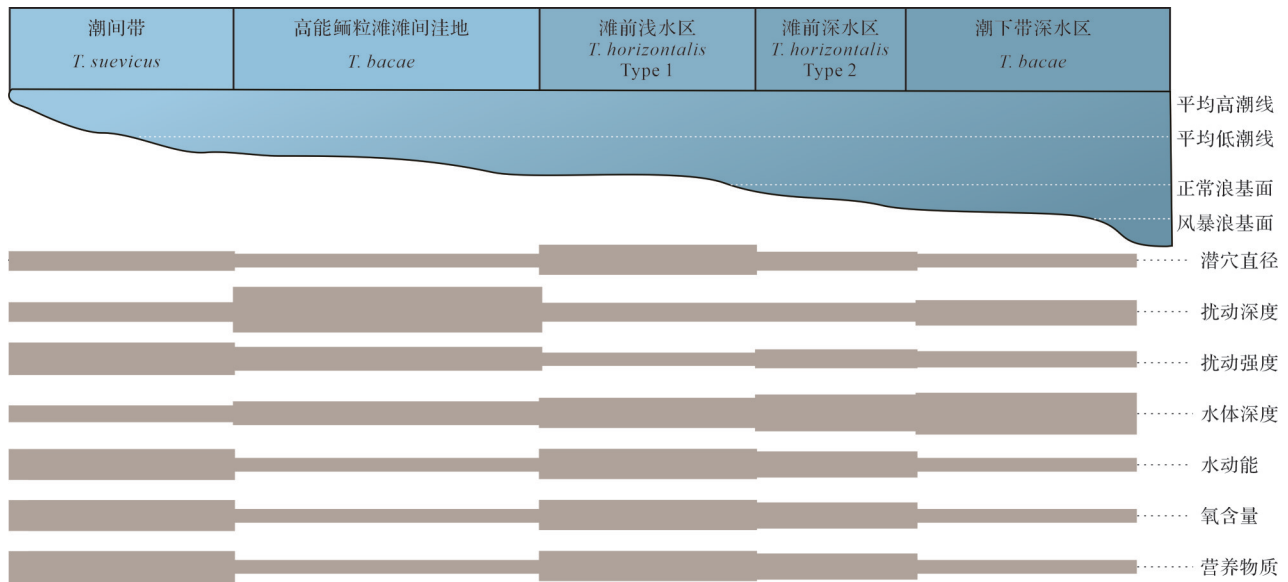 潮间带
T. suevicus
高能鲕粒滩滩间洼地
T. bacae
滩前浅水区
T. horizontalis
Type 1
滩前深水区
T. horizontalis
Type 2
潮下带深水区
T. bacae
平均高潮线
平均低潮线
正常浪基面
风暴浪基面
潜穴直径
扰动深度
扰动强度
水体深度
水动能
氧含量
营养物质